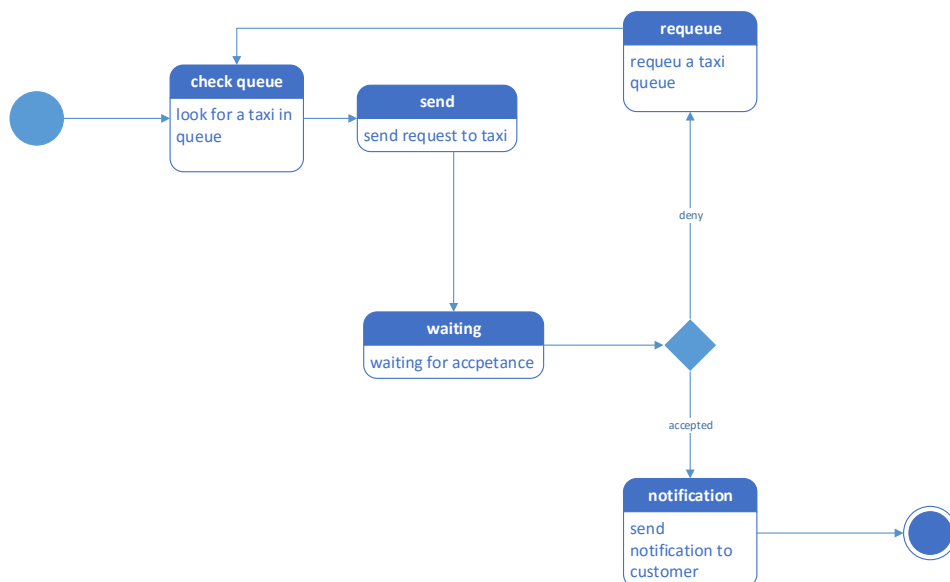 requeue
requeu a taxi
queue
check queue
look for a taxi in
queue
send
send request to taxi
deny
waiting
waiting for accpetance
accepted
notification
send
notification to
customer